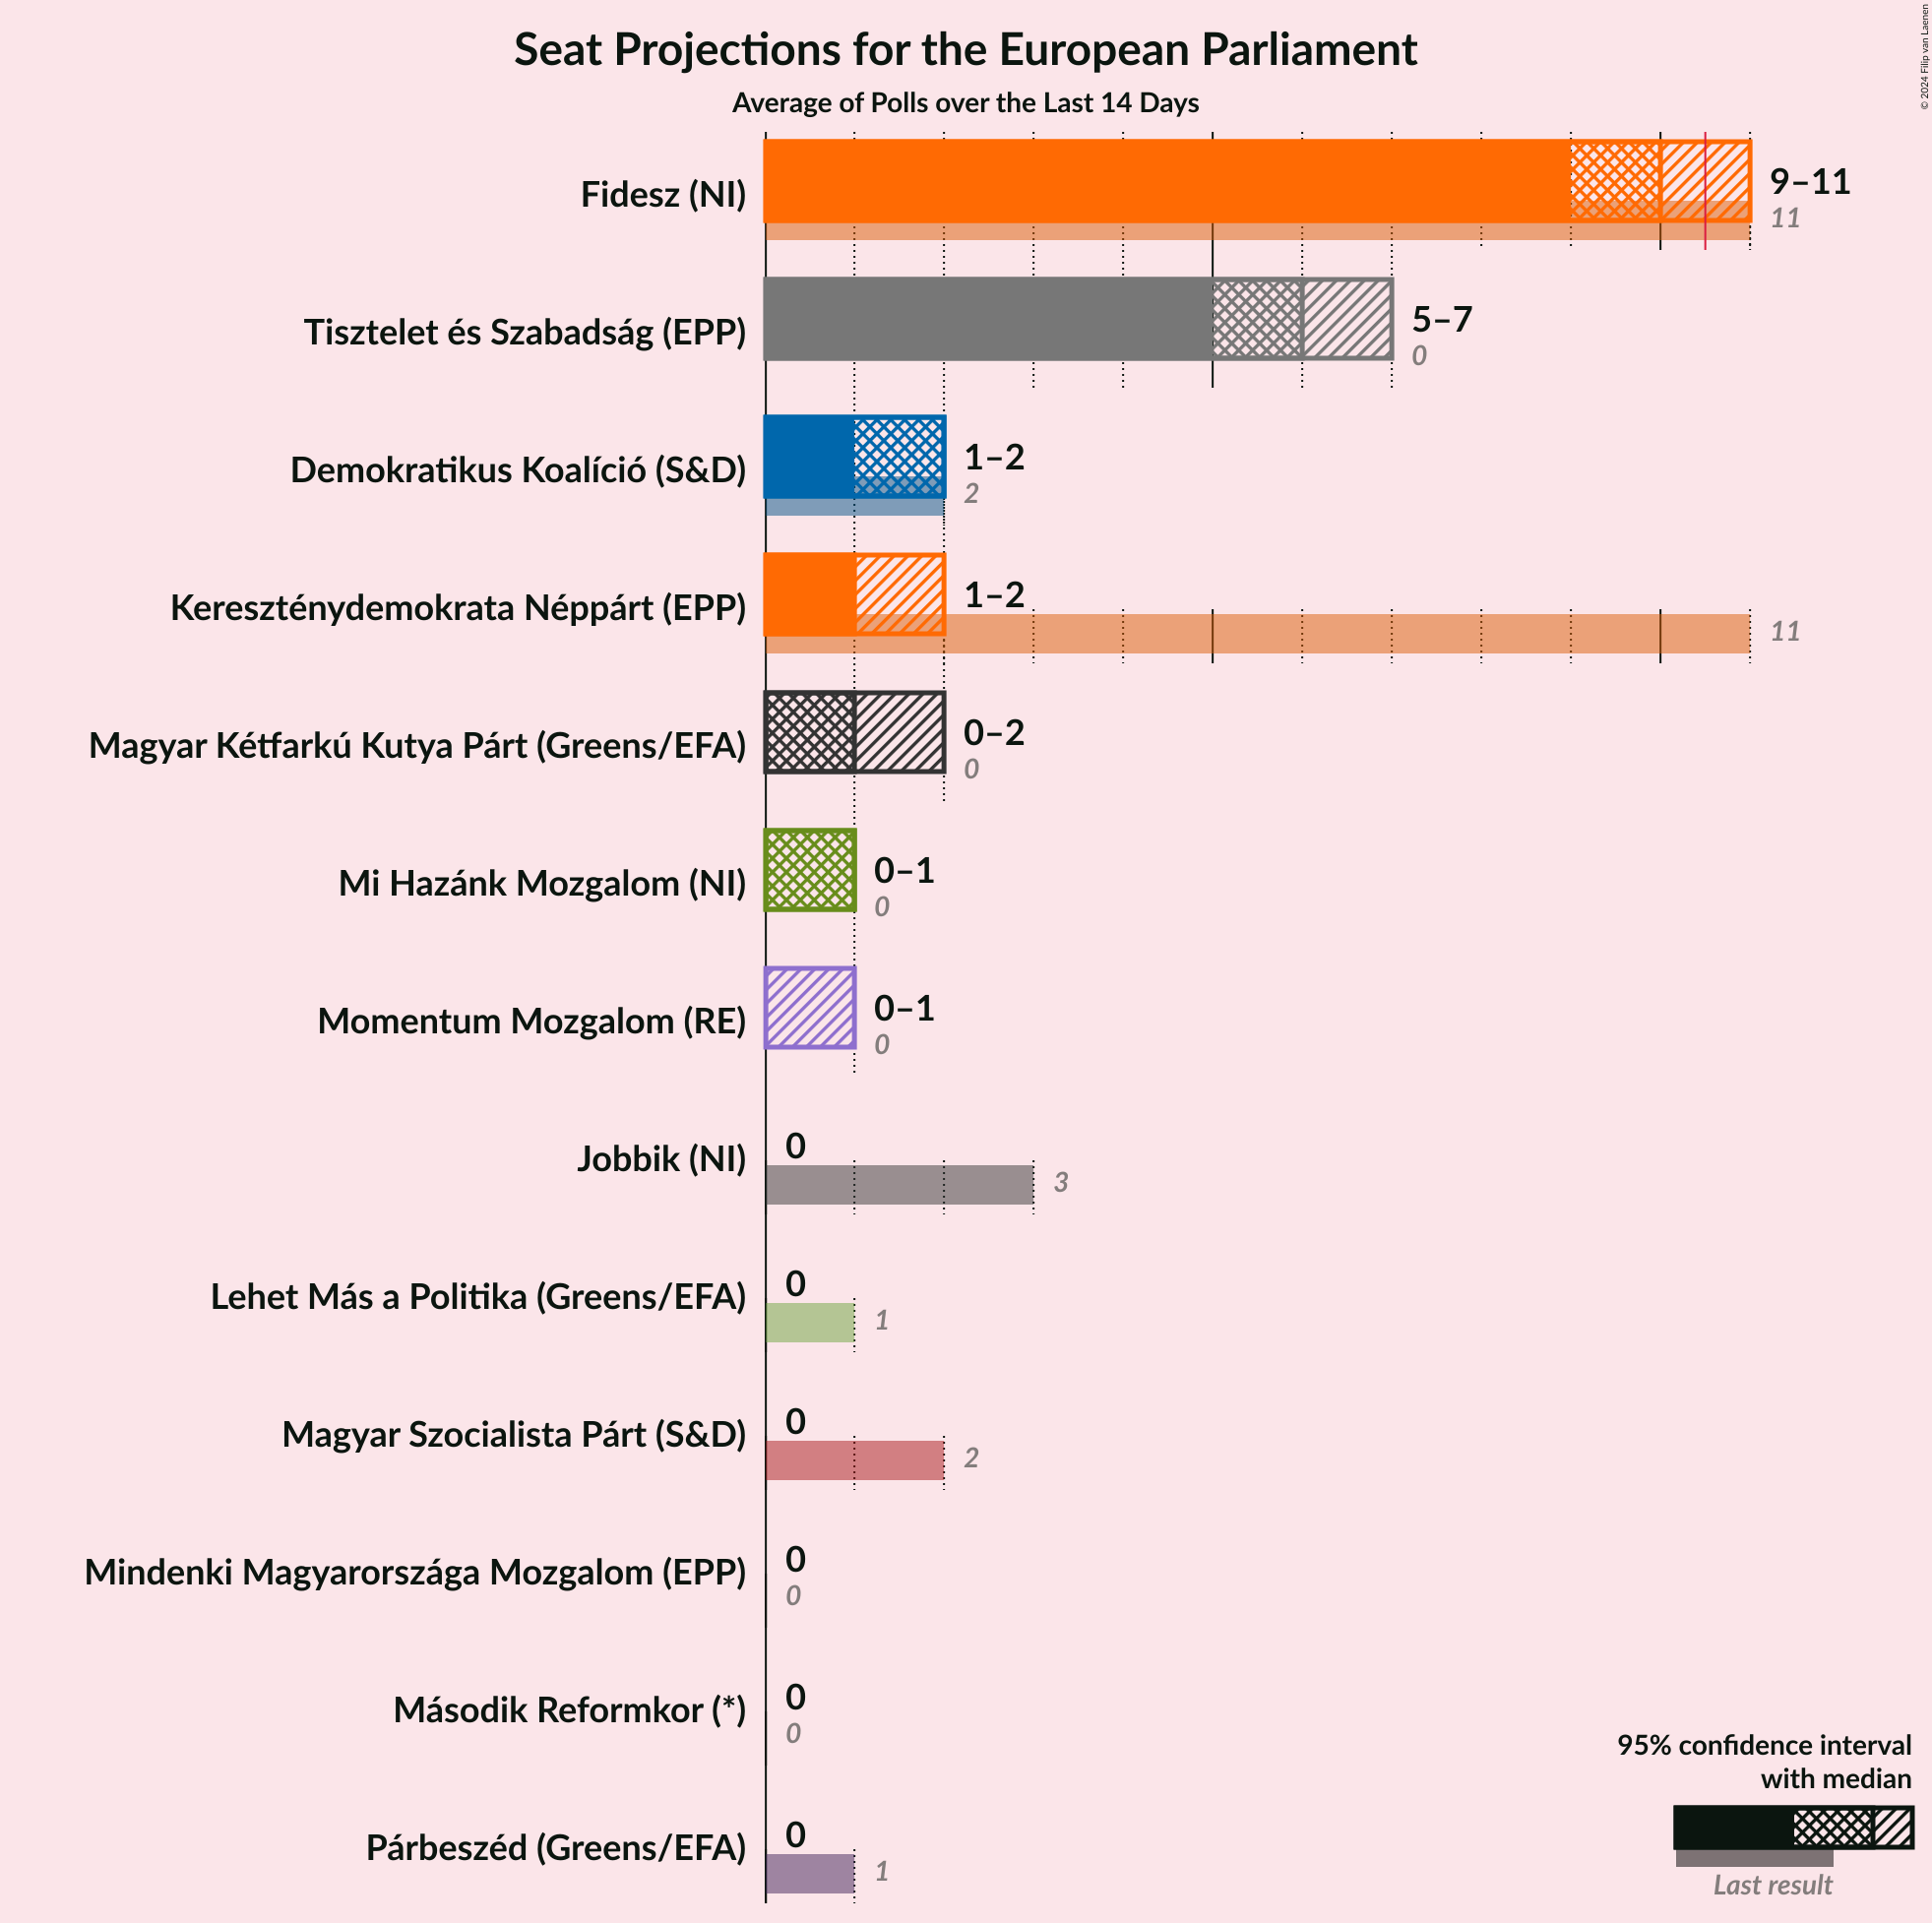 Seat Projections for the European Parliament
Average of Polls over the Last 14 Days
© 2024 Filip van Laenen
Fidesz (NI)
9–11
11
Tisztelet és Szabadság (EPP)
5–7
0
Demokratikus Koalíció (S&D)
1–2
2
Kereszténydemokrata Néppárt (EPP)
1–2
11
Magyar Kétfarkú Kutya Párt (Greens/EFA)
0–2
0
Mi Hazánk Mozgalom (NI)
0–1
0
Momentum Mozgalom (RE)
0–1
0
Jobbik (NI)
0
3
Lehet Más a Politika (Greens/EFA)
0
1
Magyar Szocialista Párt (S&D)
0
2
Mindenki Magyarországa Mozgalom (EPP)
0
0
Második Reformkor (*)
0
0
Párbeszéd (Greens/EFA)
0
1
95% confidence interval
with median
Last result